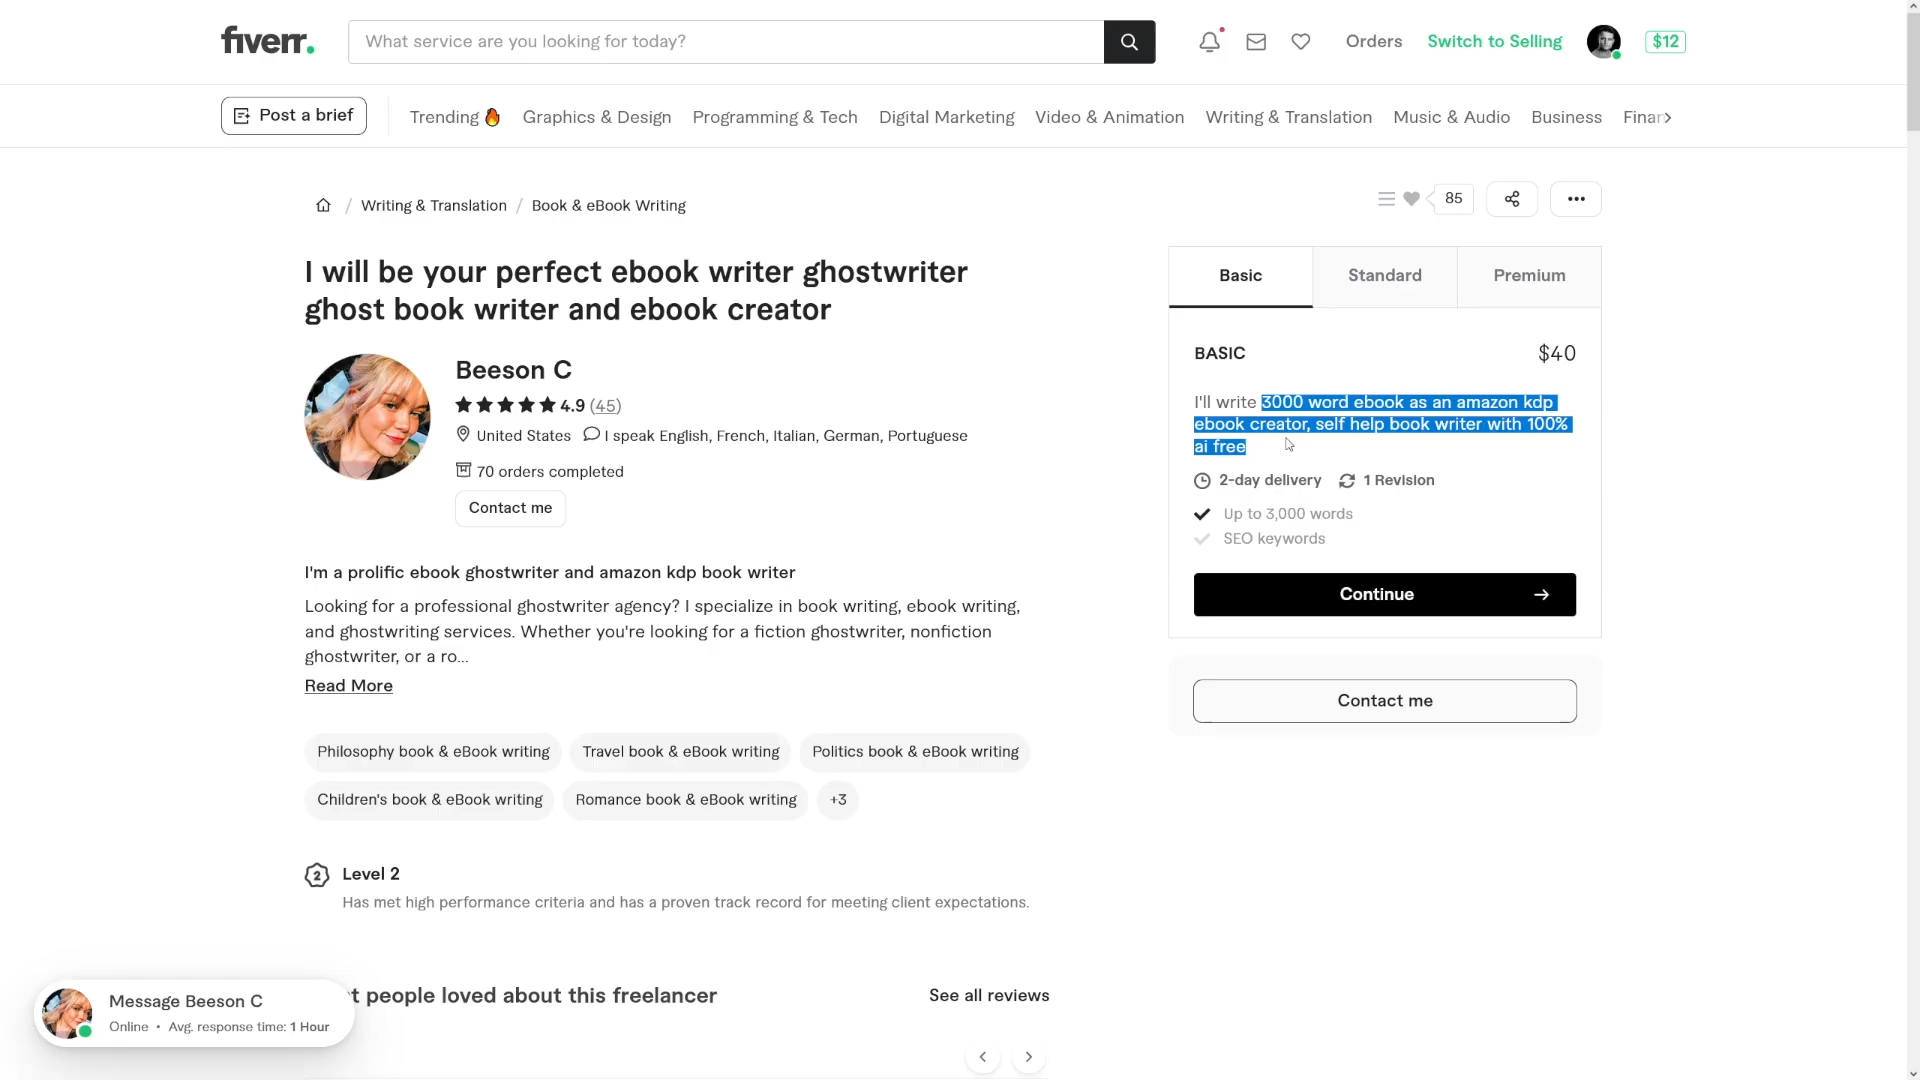 fiverr.
What service are you looking for today?
Orders
Switch to Selling
$12
Post a brief
Trending
Graphics & Design
Programming & Tech
Digital Marketing
Video & Animation
Writing & Translation
Music & Audio
Business
Finan
/ Writing & Translation / Book & eBook Writing
85
I will be your perfect ebook writer ghostwriter
ghost book writer and ebook creator
Beeson C
4.9 (45)
United States
I speak English, French, Italian, German, Portuguese
70 orders completed
Contact me
I'm a prolific ebook ghostwriter and amazon kdp book writer
Looking for a professional ghostwriter agency? I specialize in book writing, ebook writing,
and ghostwriting services. Whether you're looking for a fiction ghostwriter, nonfiction
ghostwriter, or a ro...
Read More
Philosophy book & eBook writing
Travel book & eBook writing
Politics book & eBook writing
Children's book & eBook writing
Romance book & eBook writing
+3
2
Level 2
Has met high performance criteria and has a proven track record for meeting client expectations.
t people loved about this freelancer
See all reviews
Message Beeson C
Online • Avg. response time: 1 Hour
Basic
Standard
Premium
BASIC
$40
I'll write 3000 word ebook as an amazon kdp
ebook creator, self help book writer with 100%
ai free
2-day delivery
1 Revision
Up to 3,000 words
SEO keywords
Continue
Contact me